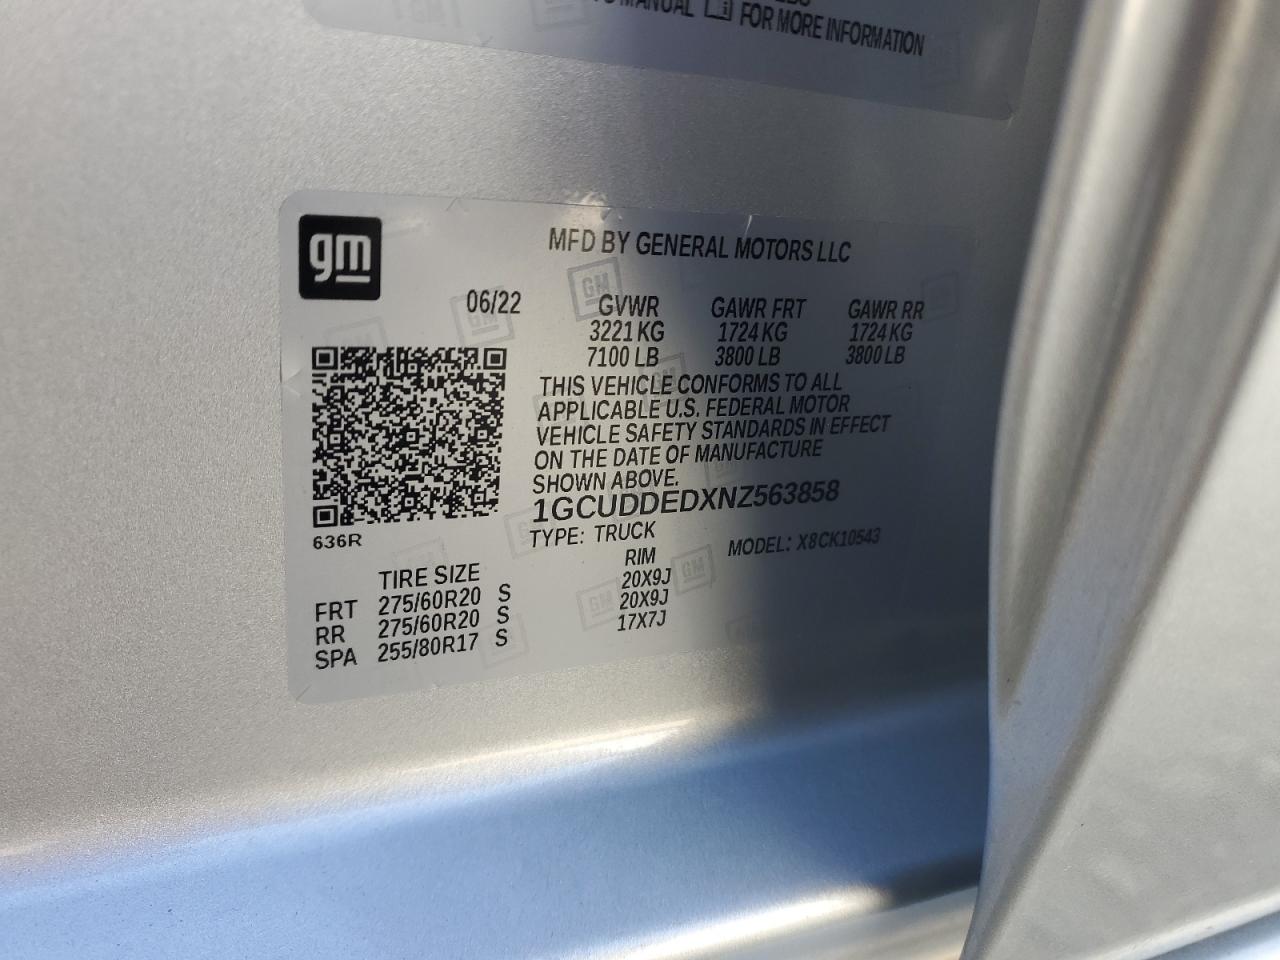 MANUAL FOR MORE INFORMATION
gm
MFD BY GENERAL MOTORS LLC
06/22 GVWR GAWR FRT GAWR RR
3221 KG 1724 KG 1724 KG
7100 LB 3800 LB 3800 LB
THIS VEHICLE CONFORMS TO ALL
APPLICABLE U.S. FEDERAL MOTOR
VEHICLE SAFETY STANDARDS IN EFFECT
ON THE DATE OF MANUFACTURE
SHOWN ABOVE.
1GCUDDEDXNZ563858
636R
TYPE: TRUCK MODEL: X8CK10543
TIRE SIZE RIM
FRT 275/60R20 S 20X9J
RR 275/60R20 S 20X9J
SPA 255/80R17 S 17X7J